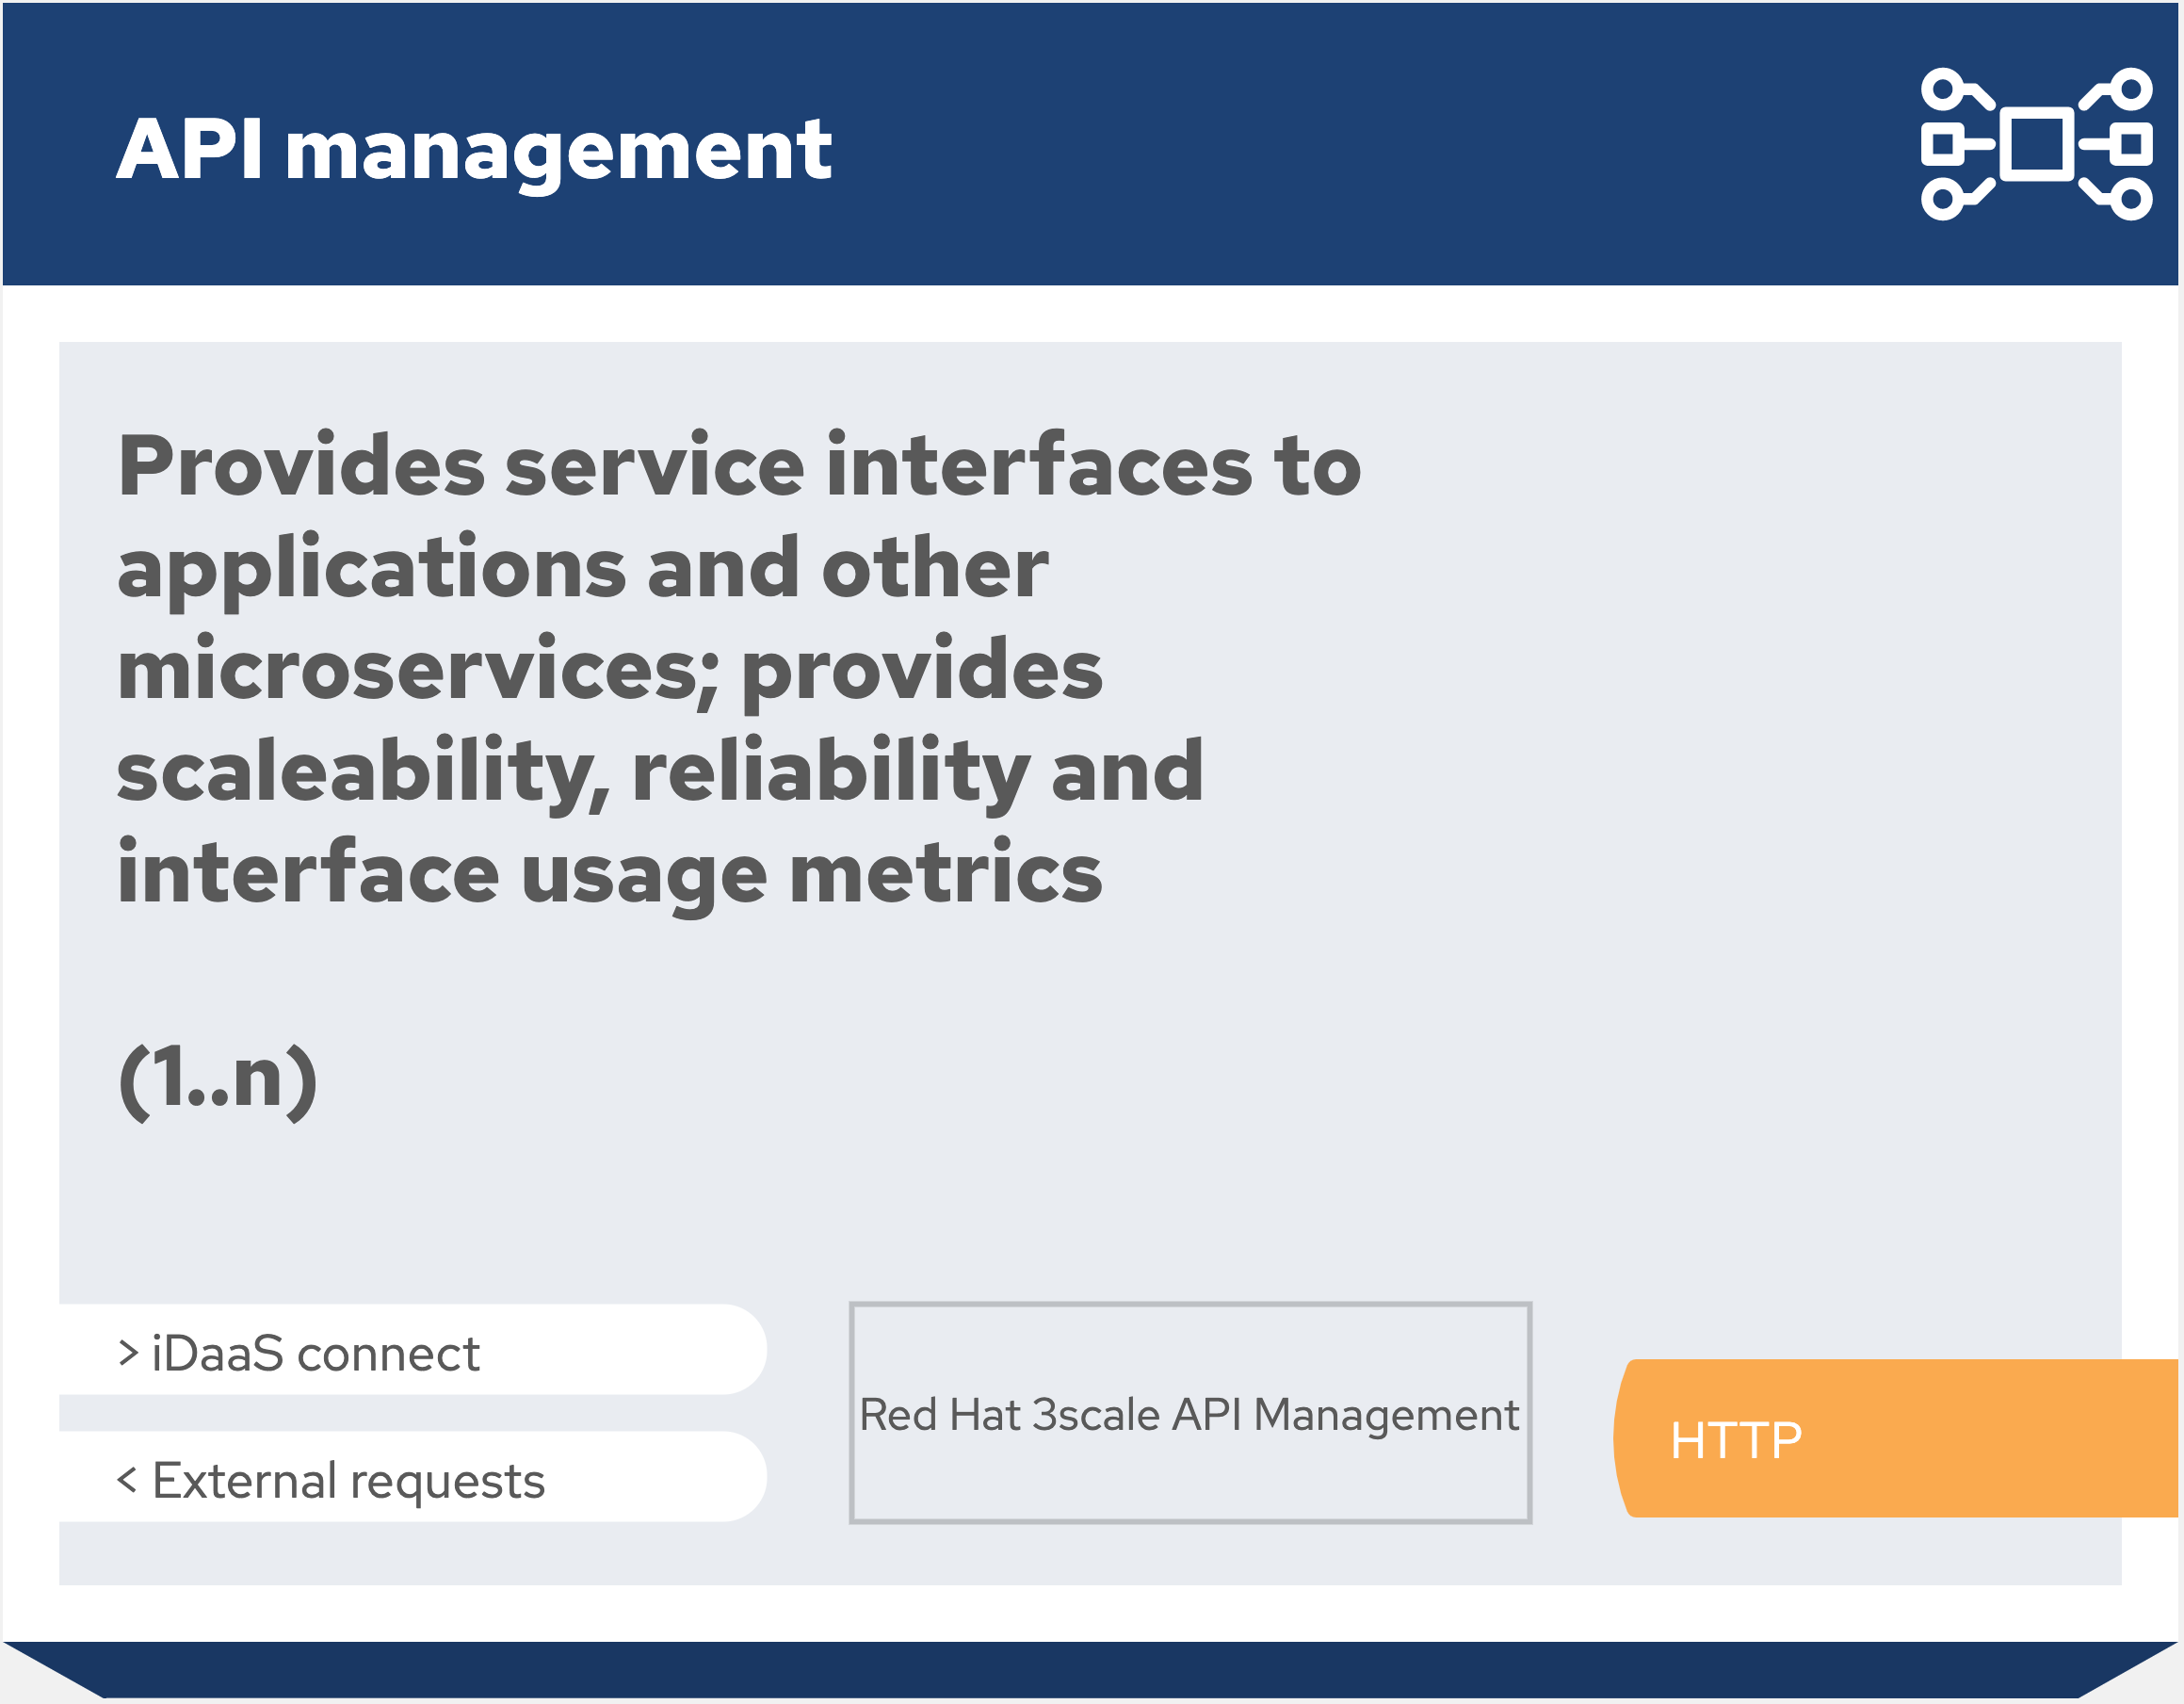 API management
Provides service interfaces to
applications and other
microservices; provides
scaleability, reliability and
interface usage metrics
(1..n)
> iDaaS connect
< External requests
Red Hat 3scale API Management
HTTP